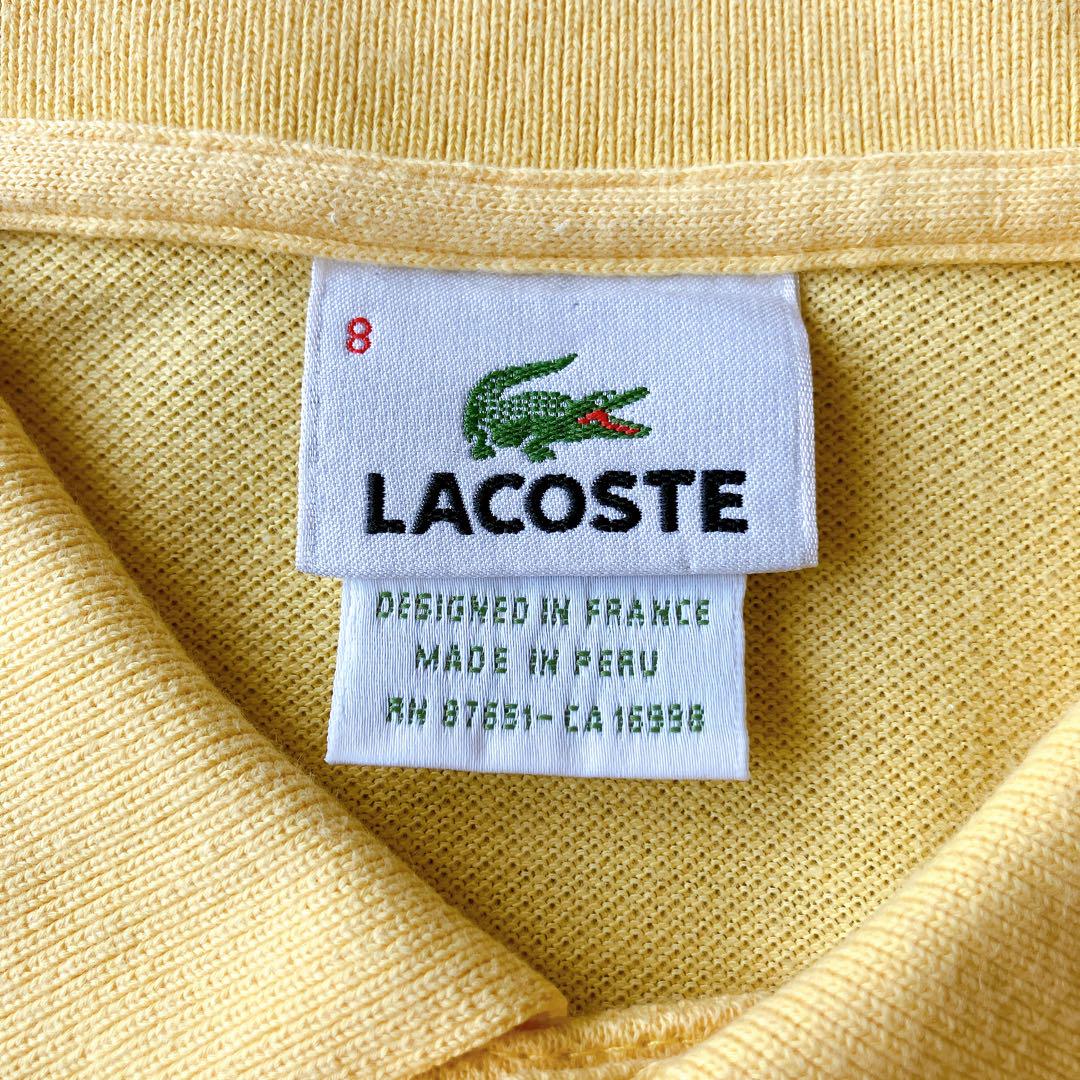 8
LACOSTE
DESIGNED IN FRANCE
MADE IN PERU
RN 87651-CA 16998